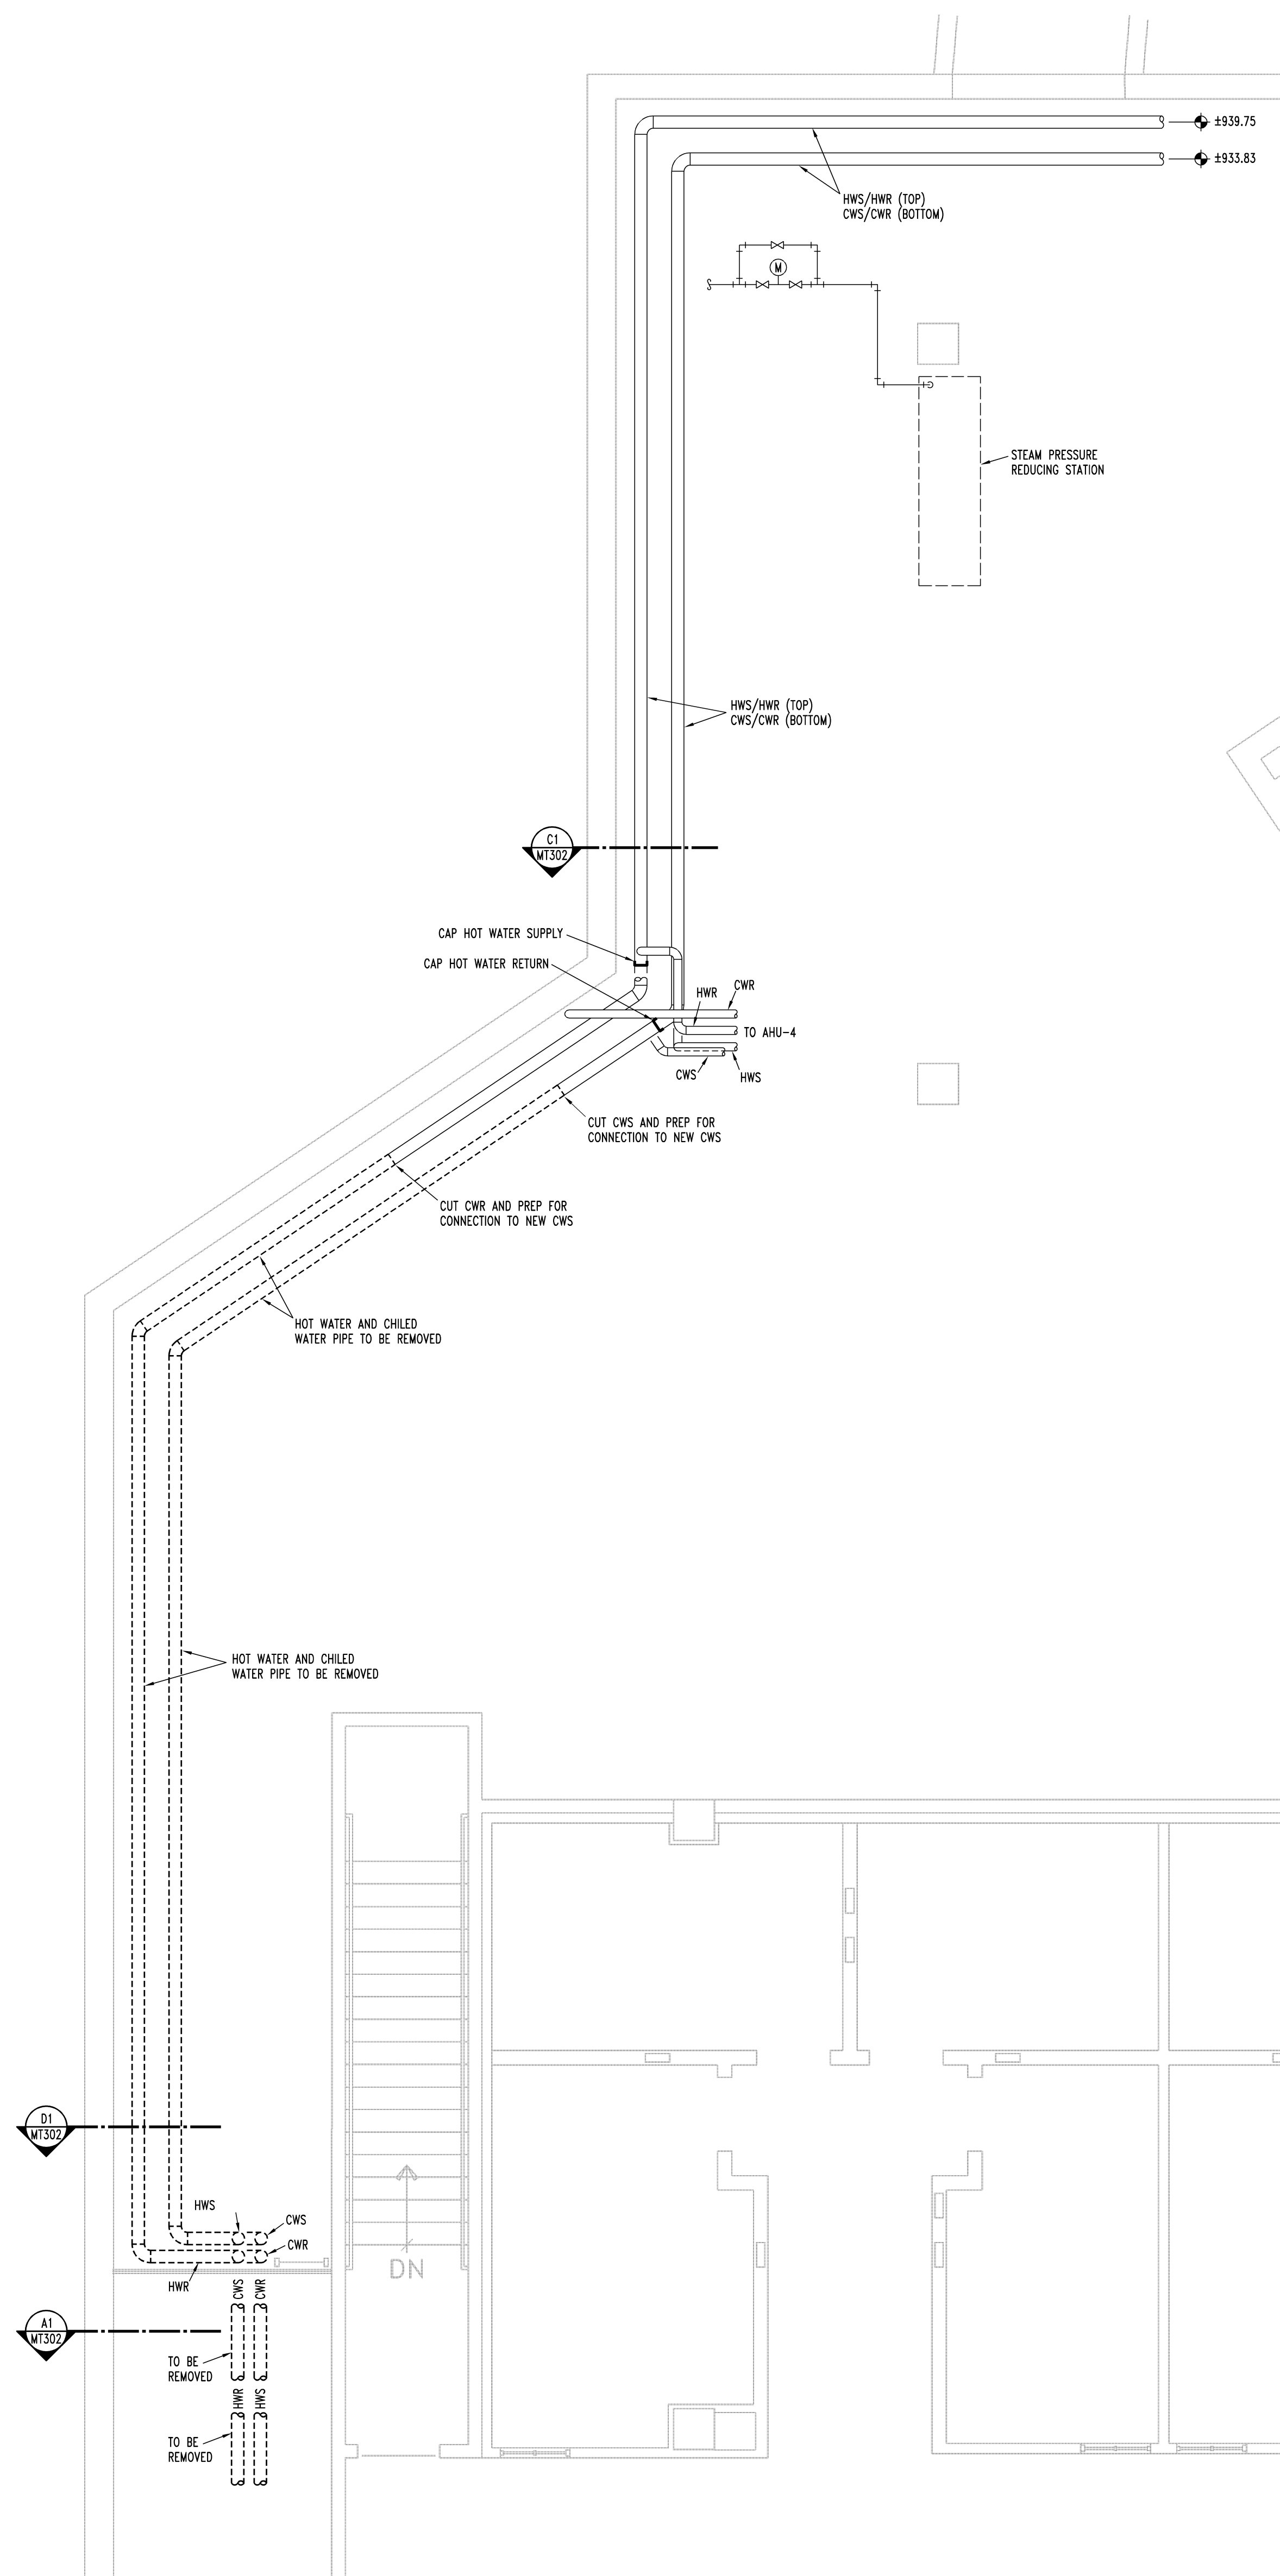 ±939.75
±933.83
HWS/HWR (TOP)
CWS/CWR (BOTTOM)
M
STEAM PRESSURE
REDUCING STATION
HWS/HWR (TOP)
CWS/CWR (BOTTOM)
C1
MT302
CAP HOT WATER SUPPLY
CAP HOT WATER RETURN
CWR
HWR
TO AHU-4
CWS
HWS
CUT CWS AND PREP FOR
CONNECTION TO NEW CWS
CUT CWR AND PREP FOR
CONNECTION TO NEW CWS
HOT WATER AND CHILED
WATER PIPE TO BE REMOVED
HOT WATER AND CHILED
WATER PIPE TO BE REMOVED
D1
MT302
HWS
CWS
CWR
HWR
DN
CWS
CWR
A1
MT302
TO BE
REMOVED
HWR
HWS
TO BE
REMOVED